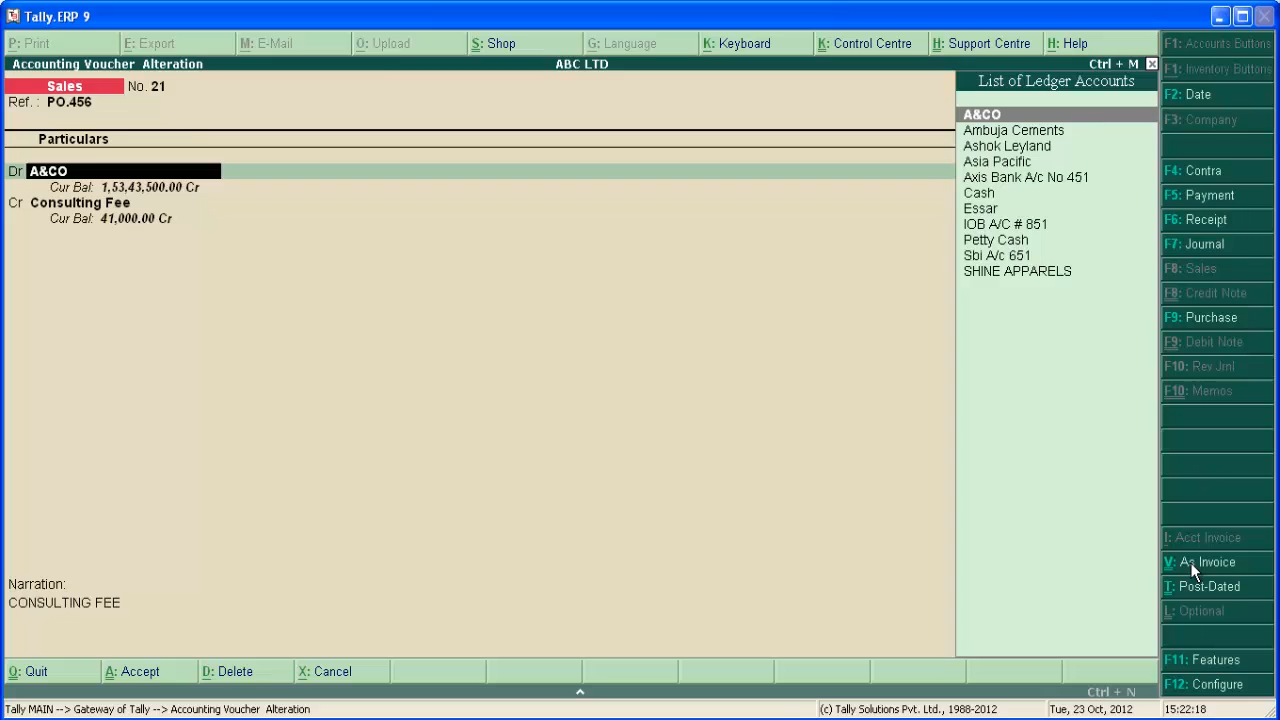 Tally.ERP 9
P: Print E: Export M: E-Mail O: Upload S: Shop G: Language K: Keyboard K: Control Centre H: Support Centre H: Help
Accounting Voucher Alteration ABC LTD Ctrl + M
Sales No. 21
Ref. : PO.456
Particulars
Dr A&CO
Cur Bal: 1,53,43,500.00 Cr
Cr Consulting Fee
Cur Bal: 41,000.00 Cr
Narration:
CONSULTING FEE
List of Ledger Accounts
A&CO
Ambuja Cements
Ashok Leyland
Asia Pacific
Axis Bank A/c No 451
Cash
Essar
IOB A/C # 851
Petty Cash
Sbi A/c 651
SHINE APPARELS
F1: Accounts Buttons
F1: Inventory Buttons
F2: Date
F3: Company
F4: Contra
F5: Payment
F6: Receipt
F7: Journal
F8: Sales
F8: Credit Note
F9: Purchase
F9: Debit Note
F10: Rev Jrnl
F10: Memos
I: Acct Invoice
V: As Invoice
T: Post-Dated
L: Optional
F11: Features
F12: Configure
Q: Quit A: Accept D: Delete X: Cancel
Ctrl + N
Tally MAIN --> Gateway of Tally --> Accounting Voucher Alteration (c) Tally Solutions Pvt. Ltd., 1988-2012 Tue, 23 Oct, 2012 15:22:18